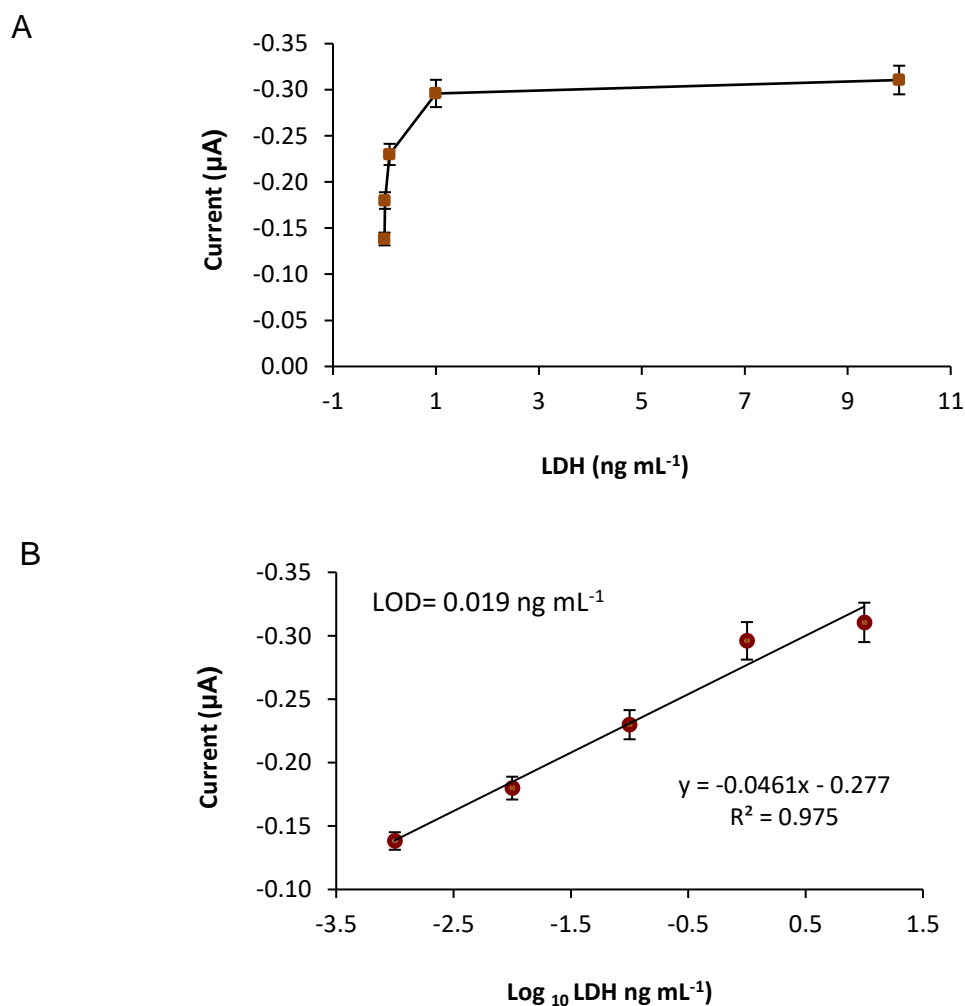 A
-0.35
-0.30
-0.25
-0.20
-0.15
-0.10
-0.05
0.00
Current (µA)
-1 1 3 5 7 9 11
LDH (ng mL⁻¹)
B
-0.35
-0.30
-0.25
-0.20
-0.15
-0.10
Current (µA)
LOD= 0.019 ng mL⁻¹
y = -0.0461x - 0.277
R² = 0.975
-3.5 -2.5 -1.5 -0.5 0.5 1.5
Log ₁₀ LDH ng mL⁻¹)